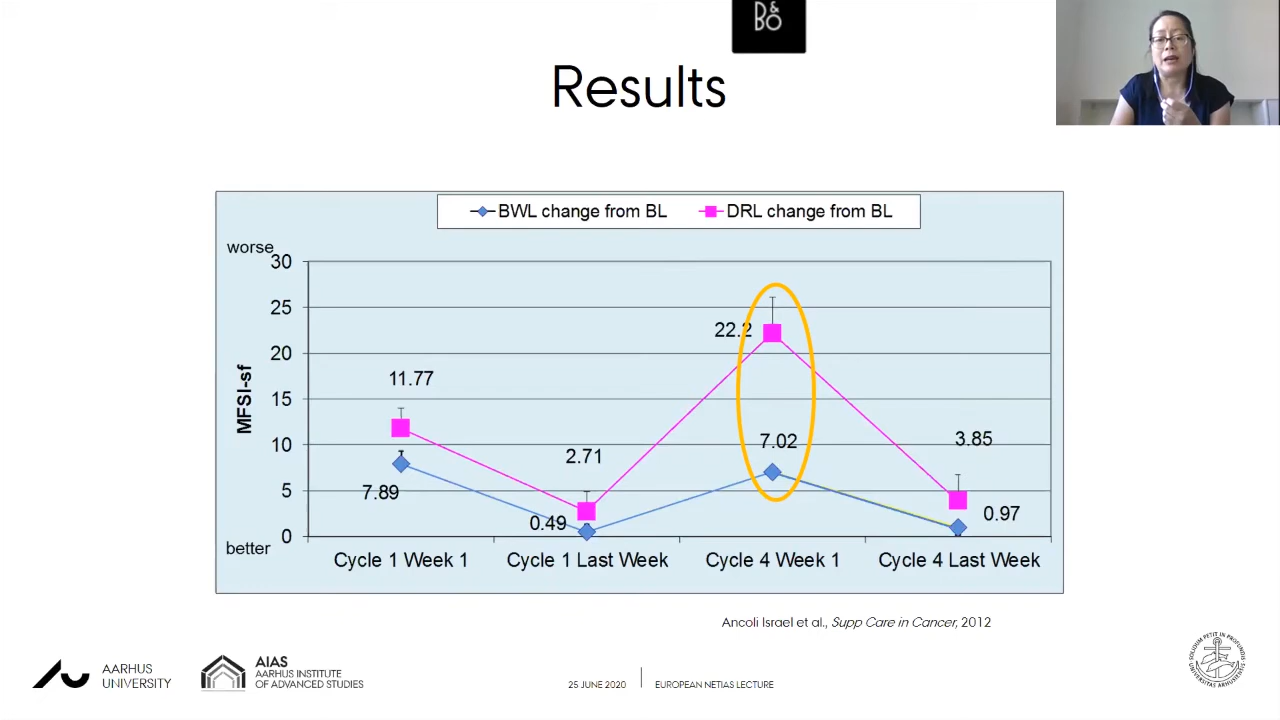 B&O
Results
BWL change from BL
DRL change from BL
worse
30
25
20
15
10
5
0
better
MFSI-sf
11.77
7.89
2.71
0.49
22.2
7.02
3.85
0.97
Cycle 1 Week 1
Cycle 1 Last Week
Cycle 4 Week 1
Cycle 4 Last Week
Ancoli Israel et al., Supp Care in Cancer, 2012
AARHUS
UNIVERSITY
AIAS
AARHUS INSTITUTE
OF ADVANCED STUDIES
25 JUNE 2020
EUROPEAN NETIAS LECTURE